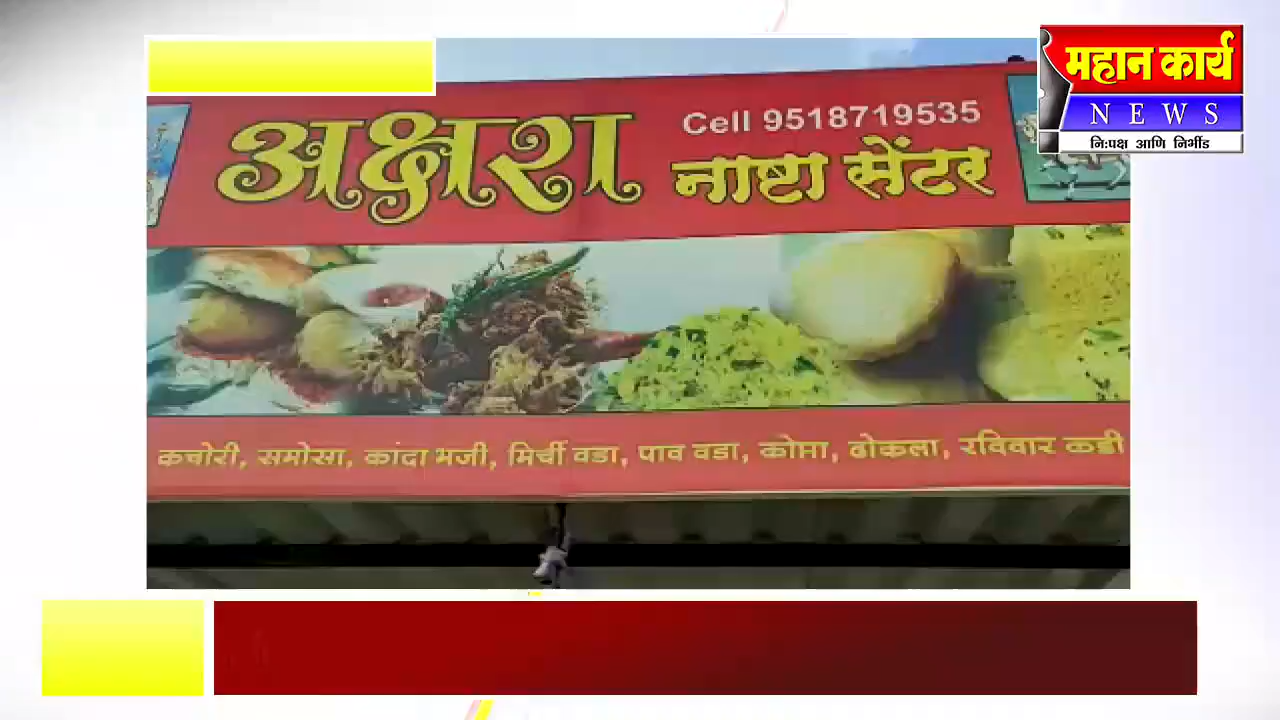 महान कार्य
NEWS
नि:पक्ष आणि निर्भीड
Cell 9518719535
अक्षरा नाष्टा सेंटर
कचोरी, समोसा, कांदा भजी, मिर्ची वडा, पाव वडा, कोप्ता, ढोकला, रविवार कढी